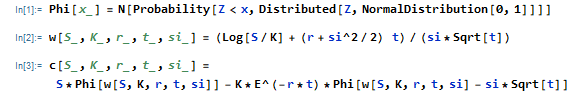 In[1]:= Phi[x_] = N[Probability[Z < x, Distributed[Z, NormalDistribution[0, 1]]]]
In[2]:= w[S_, K_, r_, t_, si_] = (Log[S / K] + (r + si^2 / 2) t) / (si * Sqrt[t])
In[3]:= c[S_, K_, r_, t_, si_] =
S * Phi[w[S, K, r, t, si]] - K * E^(-r * t) * Phi[w[S, K, r, t, si] - si * Sqrt[t]]